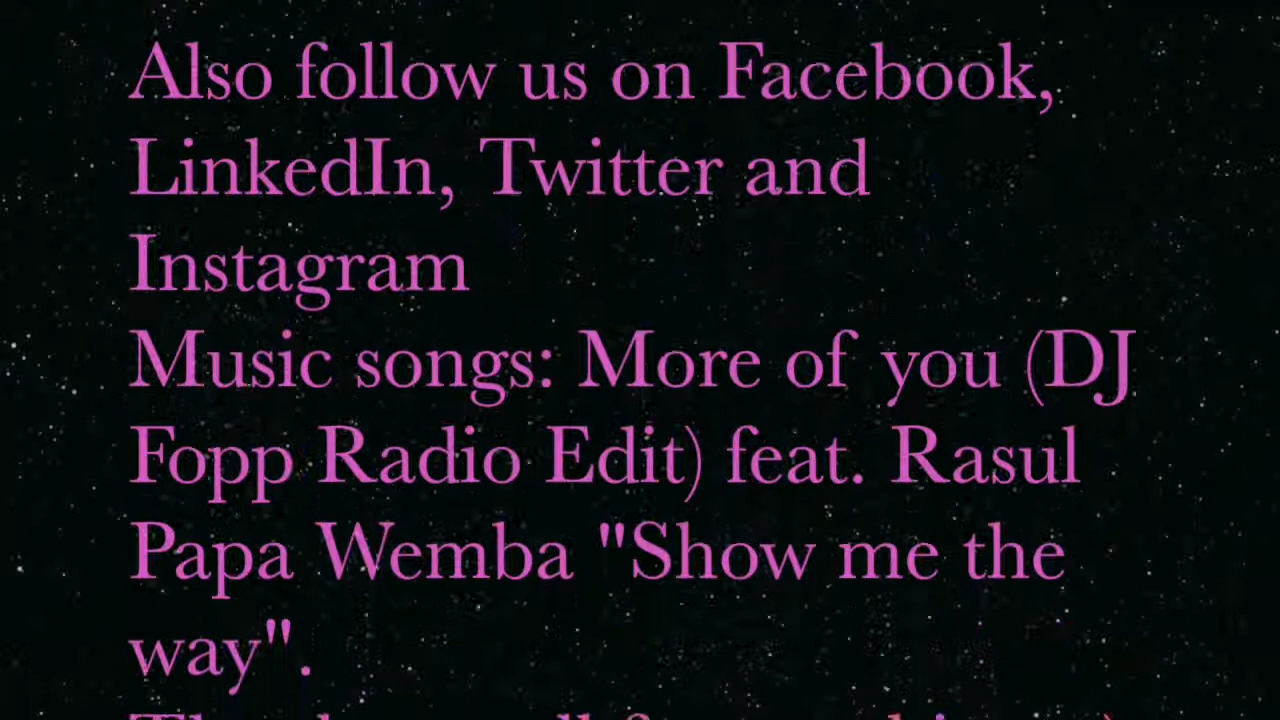 Also follow us on Facebook,
LinkedIn, Twitter and
Instagram
Music songs: More of you (DJ
Fopp Radio Edit) feat. Rasul
Papa Wemba "Show me the
way".